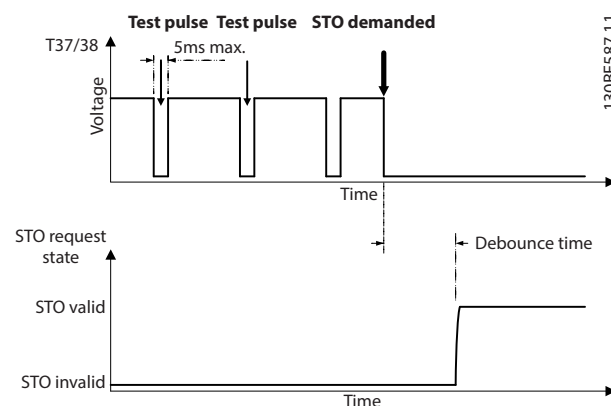 Test pulse Test pulse STO demanded
T37/38
5ms max.
Voltage
Time
130BE587.11
STO request
state
Debounce time
STO valid
STO invalid
Time